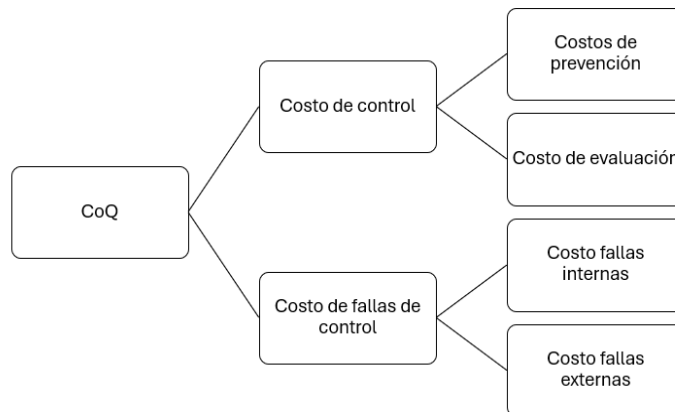 CoQ
Costo de control
Costos de
prevención
Costo de evaluación
Costo de fallas de
control
Costo fallas
internas
Costo fallas
externas